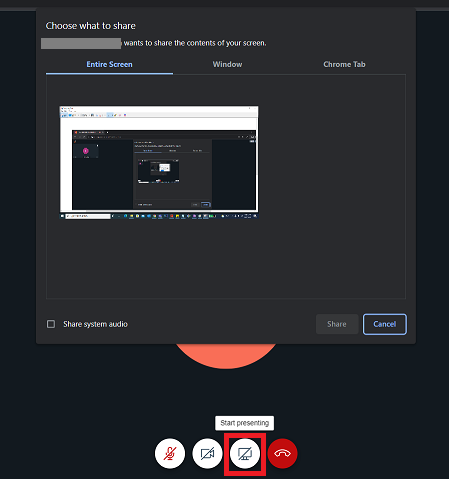 Choose what to share
wants to share the contents of your screen.
Entire Screen Window Chrome Tab
Share system audio
Share Cancel
Start presenting